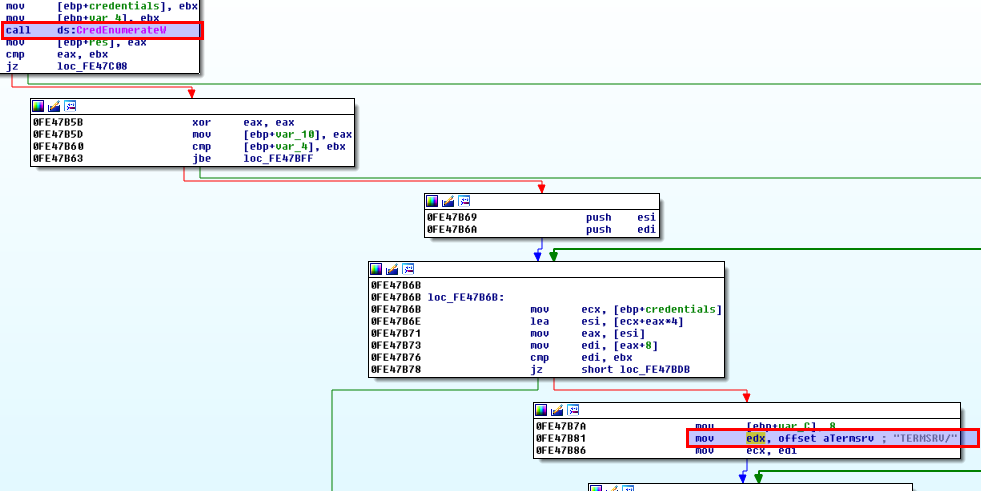 mov [ebp+credentials], ebx
mov [ebp+var_4], ebx
call ds:CredEnumerateW
mov [ebp+res], eax
cmp eax, ebx
jz loc_FE47C08
0FE47B5B xor eax, eax
0FE47B5D mov [ebp+var_10], eax
0FE47B60 cmp [ebp+var_4], ebx
0FE47B63 jbe loc_FE47BFF
0FE47B69 push esi
0FE47B6A push edi
0FE47B6B
0FE47B6B loc_FE47B6B:
0FE47B6B mov ecx, [ebp+credentials]
0FE47B6E lea esi, [ecx+eax*4]
0FE47B71 mov eax, [esi]
0FE47B73 mov edi, [eax+8]
0FE47B76 cmp edi, ebx
0FE47B78 jz short loc_FE47BDB
0FE47B7A mov [ebp+var_C], 8
0FE47B81 mov edx, offset aTermsrv ; "TERMSRV/"
0FE47B86 mov ecx, edi